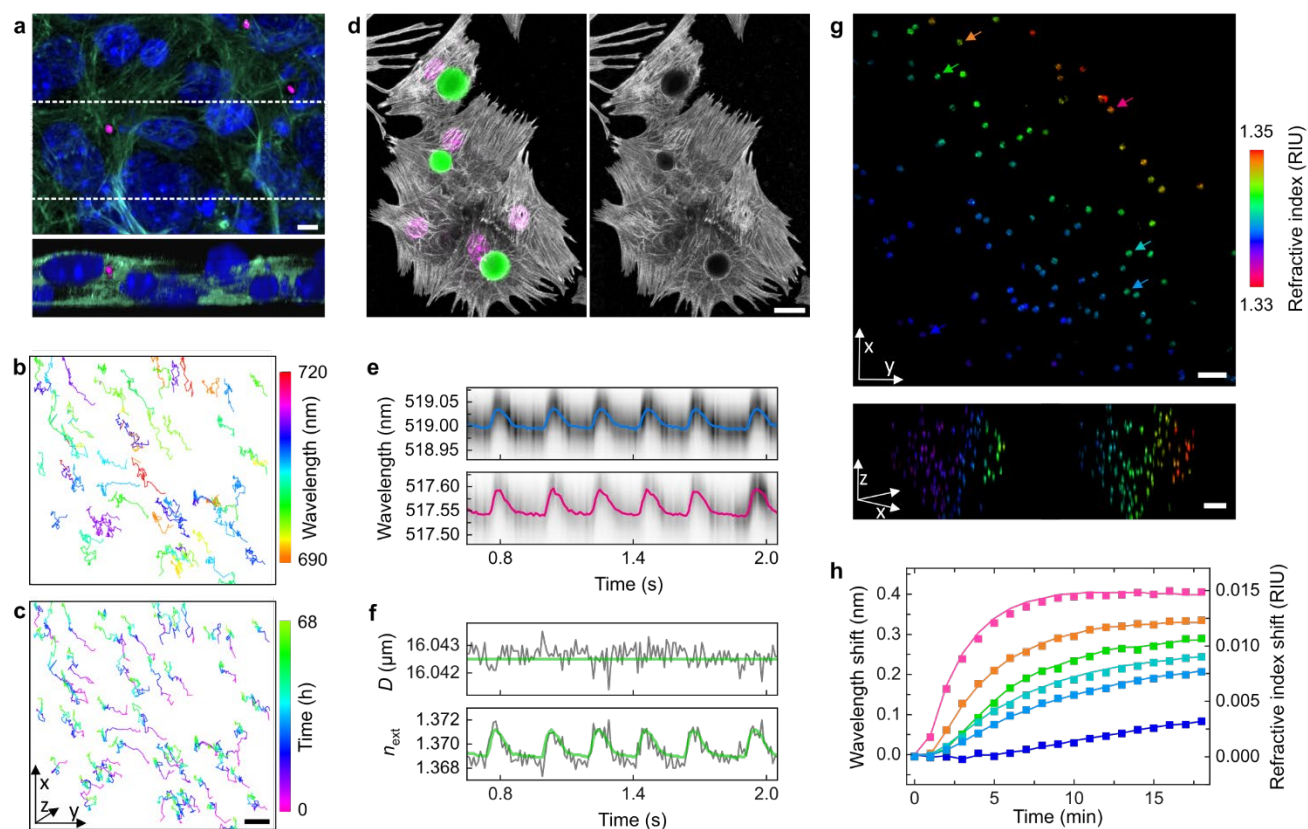 a
b
720
Wavelength (nm)
690
c
68
Time (h)
0
x
z
y
d
e
Wavelength (nm)
519.05
519.00
518.95
517.60
517.55
517.50
0.8 1.4 2.0
Time (s)
f
D (μm)
16.043
16.042
n_ext
1.372
1.370
1.368
0.8 1.4 2.0
Time (s)
g
1.35
Refractive index (RIU)
1.33
x
y
z
x
h
Wavelength shift (nm)
0.4
0.3
0.2
0.1
0.0
0.015
0.010
0.005
0.000
Refractive index shift (RIU)
0 5 10 15
Time (min)